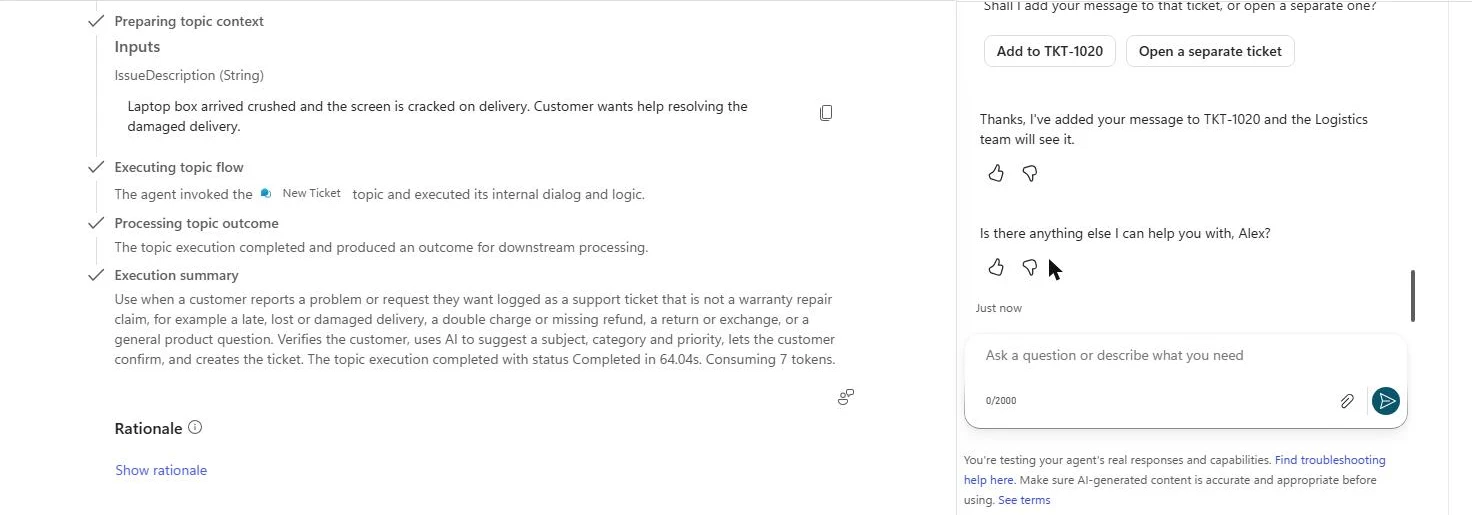 Preparing topic context
Inputs
IssueDescription (String)
Laptop box arrived crushed and the screen is cracked on delivery. Customer wants help resolving the
damaged delivery.
Executing topic flow
The agent invoked the New Ticket topic and executed its internal dialog and logic.
Processing topic outcome
The topic execution completed and produced an outcome for downstream processing.
Execution summary
Use when a customer reports a problem or request they want logged as a support ticket that is not a warranty repair
claim, for example a late, lost or damaged delivery, a double charge or missing refund, a return or exchange, or a
general product question. Verifies the customer, uses AI to suggest a subject, category and priority, lets the customer
confirm, and creates the ticket. The topic execution completed with status Completed in 64.04s. Consuming 7 tokens.
Rationale
Show rationale
Shall I add your message to that ticket, or open a separate one?
Add to TKT-1020 Open a separate ticket
Thanks, I've added your message to TKT-1020 and the Logistics
team will see it.
Is there anything else I can help you with, Alex?
Just now
Ask a question or describe what you need
0/2000
You're testing your agent's real responses and capabilities. Find troubleshooting
help here. Make sure AI-generated content is accurate and appropriate before
using. See terms